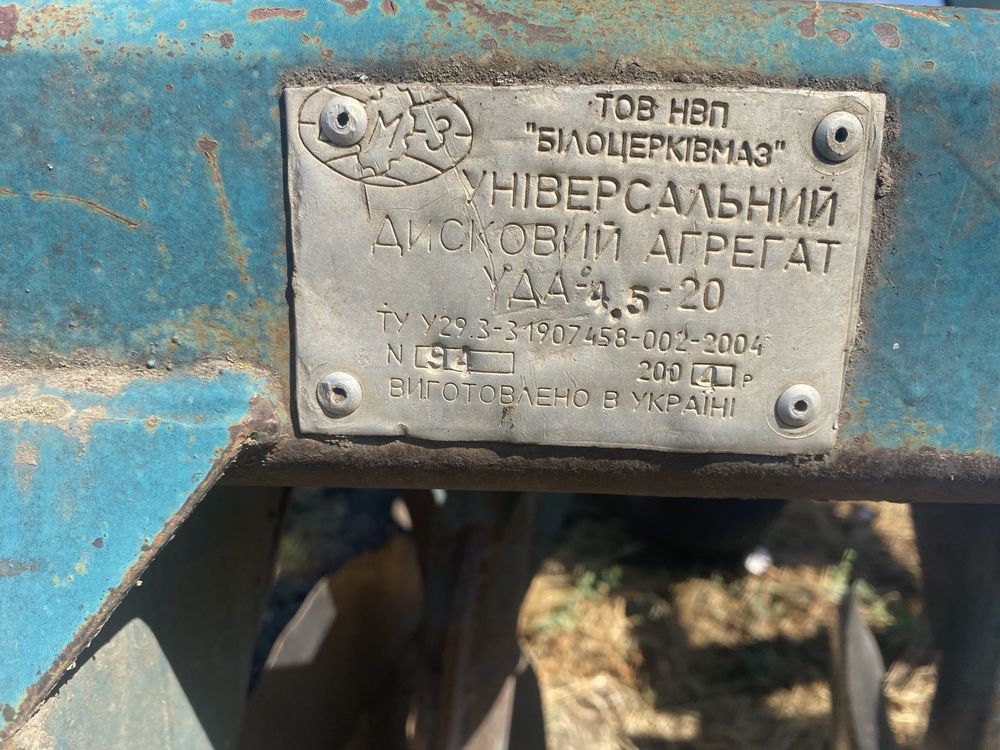 МЗ
ТОВ НВП
"БІЛОЦЕРКІВМАЗ"
УНІВЕРСАЛЬНИЙ
ДИСКОВИЙ АГРЕГАТ
УДА-4,5-20
ТУ У29.3-31907458-002-2004
N 94
2004 р
ВИГОТОВЛЕНО В УКРАЇНІ